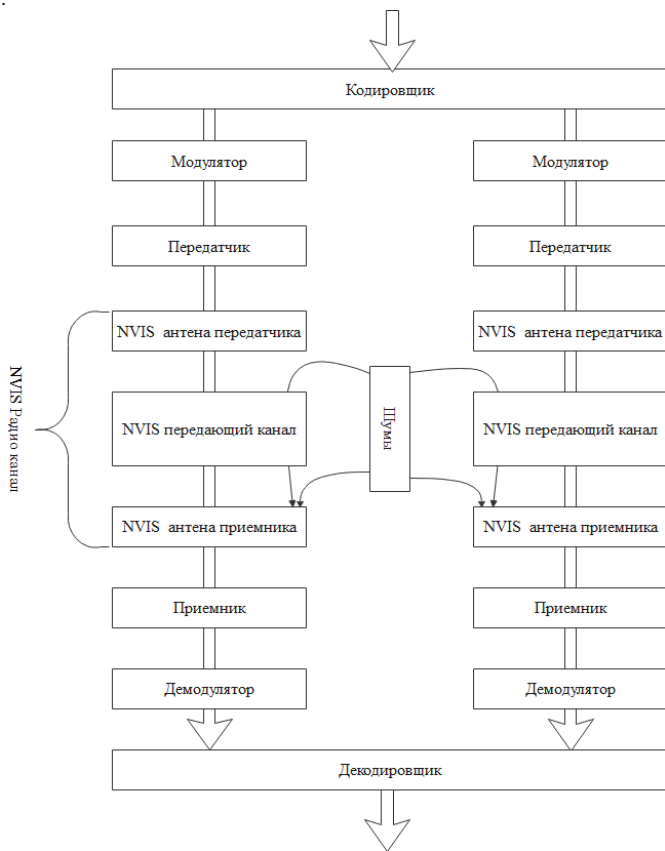 .
Кодировщик
Модулятор Модулятор
Передатчик Передатчик
NVIS антена передатчика NVIS антена передатчика
NVIS Радио канал
NVIS передающий канал Шумы NVIS передающий канал
NVIS антена приемника NVIS антена приемника
Приемник Приемник
Демодулятор Демодулятор
Декодировщик